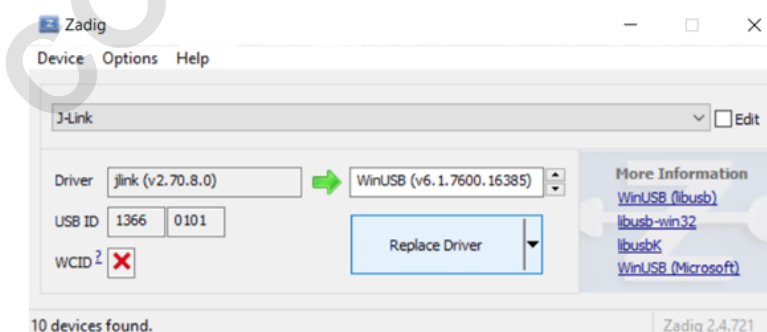 Zadig
Device Options Help
J-Link
Edit
Driver jlink (v2.70.8.0) WinUSB (v6.1.7600.16385)
USB ID 1366 0101
WCID ?
Replace Driver
More Information
WinUSB (libusb)
libusb-win32
libusbK
WinUSB (Microsoft)
10 devices found.
Zadig 2.4.721